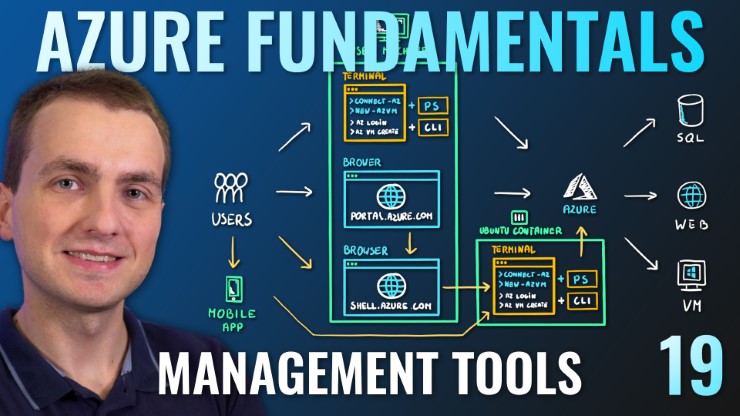 AZURE FUNDAMENTALS
TERMINAL
>CONNECT-AZ
>NEW-AZVM
+ PS
> AZ LOGIN
> AZ VM CREATE
+ CLI
BROWER
PORTAL.AZURE.COM
BROWSER
SHELL.AZURE.COM
USERS
MOBILE
APP
AZURE
UBUNTU CONTAINER
TERMINAL
>CONNECT-AZ
>NEW-AZVM
+ PS
> AZ LOGIN
> AZ VM CREATE
+ CLI
SQL
WEB
VM
MANAGEMENT TOOLS
19